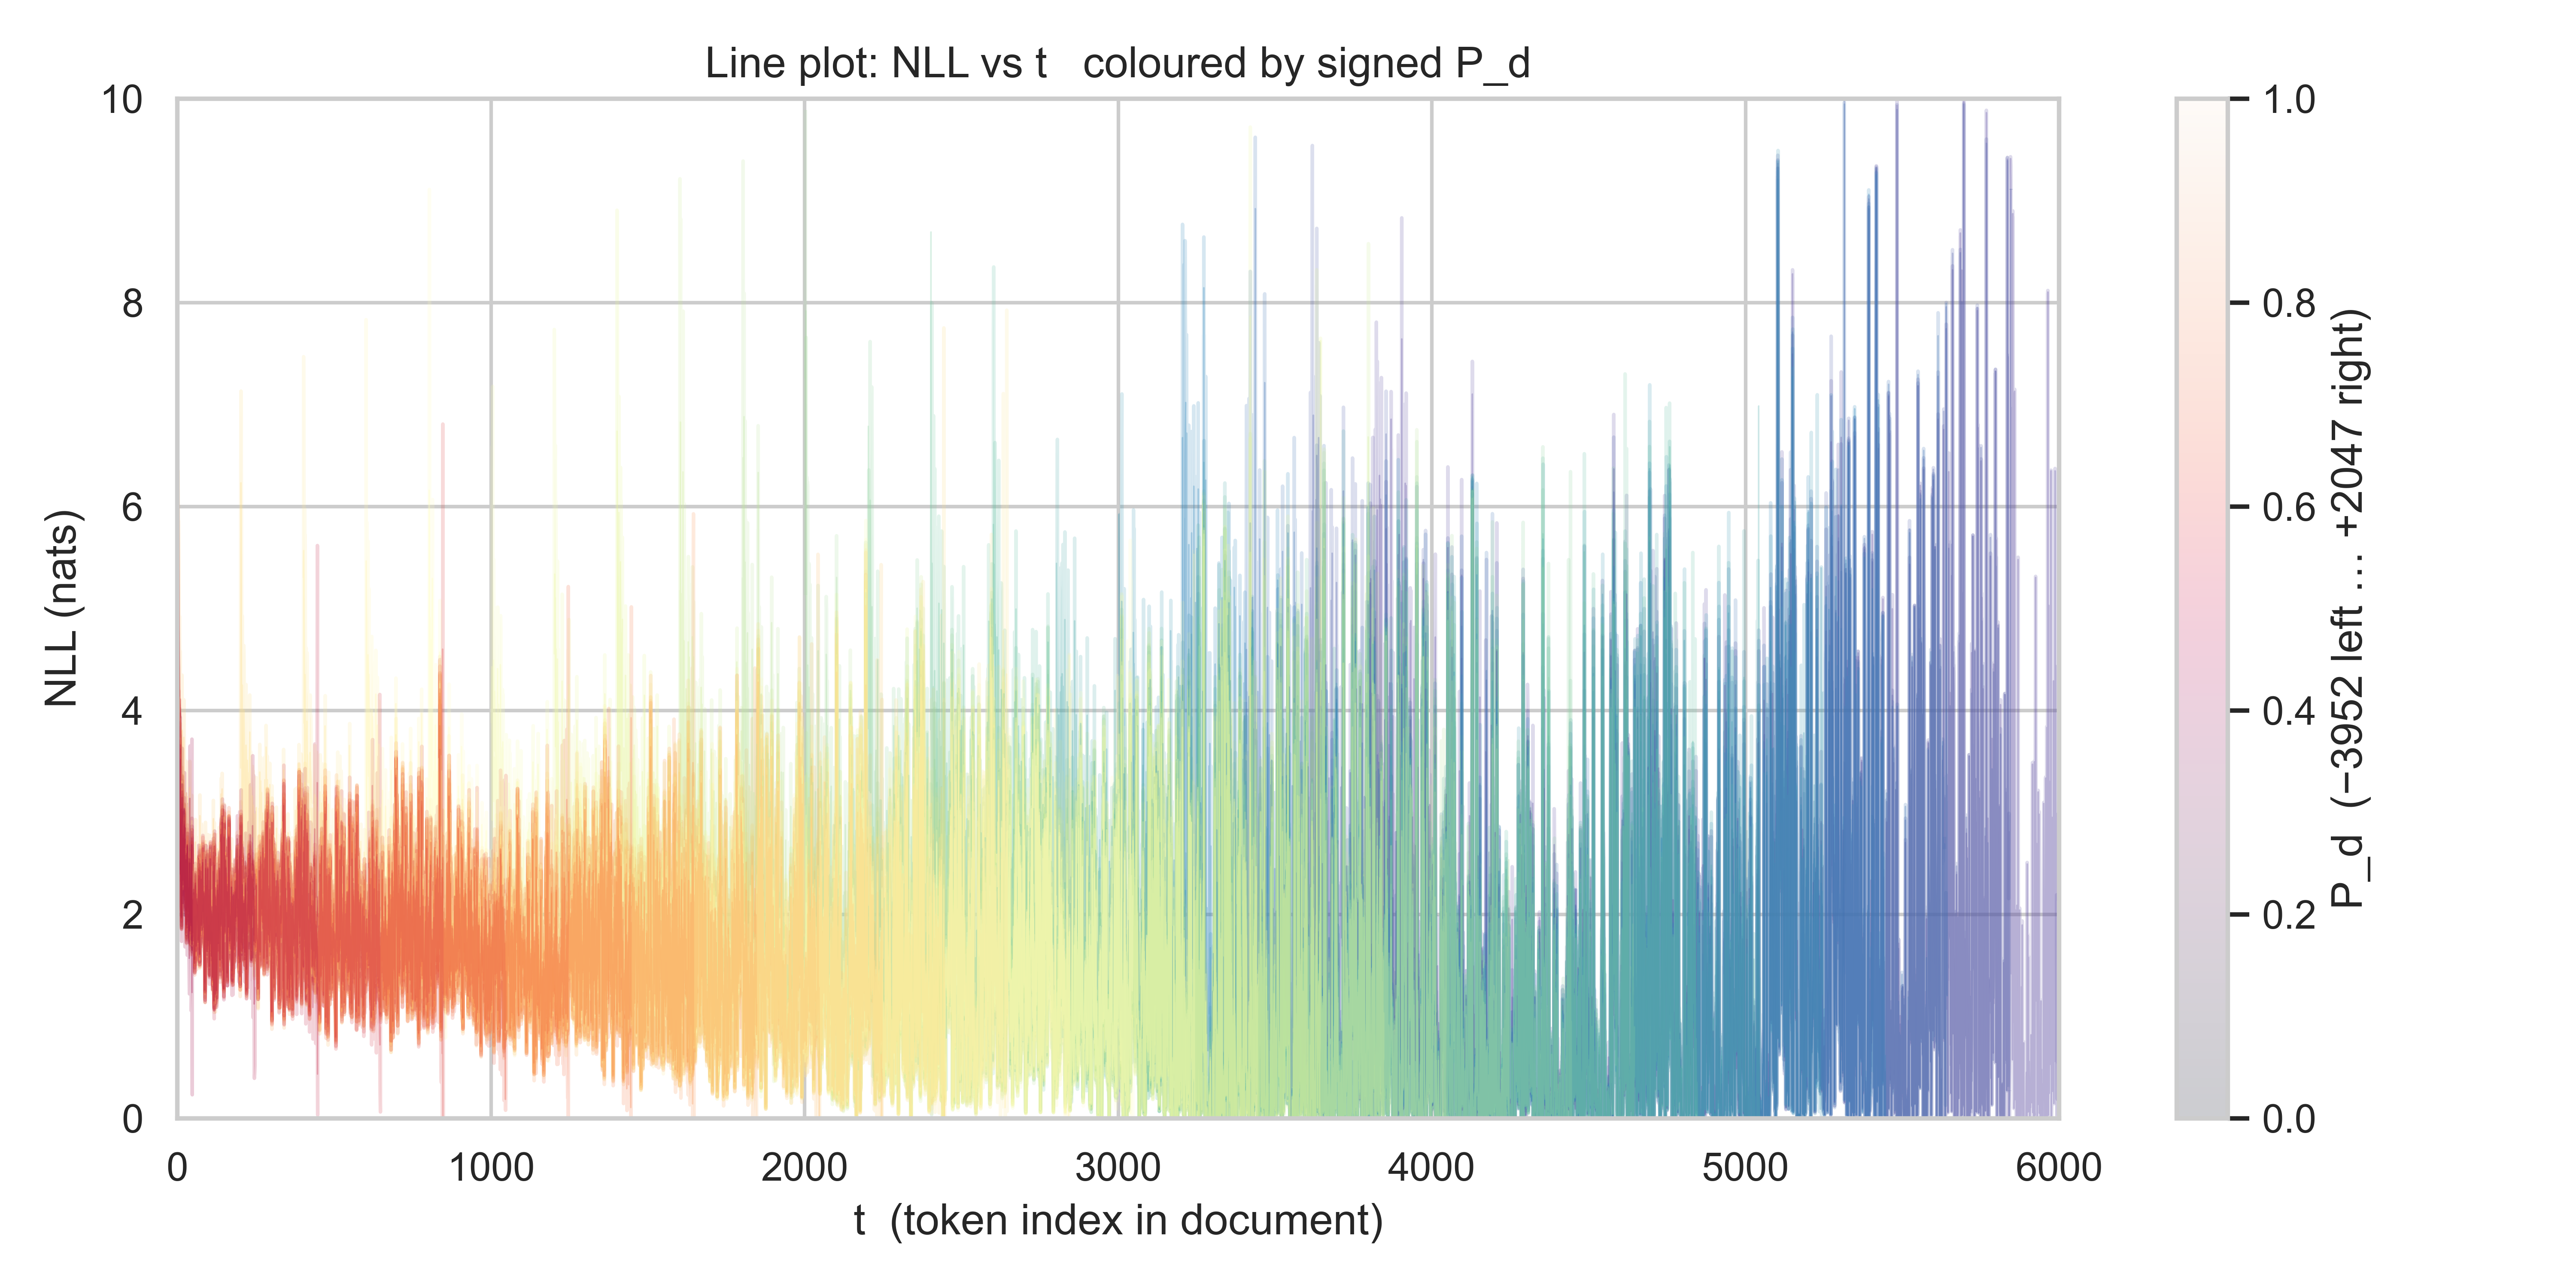 Line plot: NLL vs t   coloured by signed P_d
10
8
6
4
2
0
NLL (nats)
0 1000 2000 3000 4000 5000 6000
t  (token index in document)
1.0
0.8
0.6
0.4
0.2
0.0
P_d  (−3952 left … +2047 right)